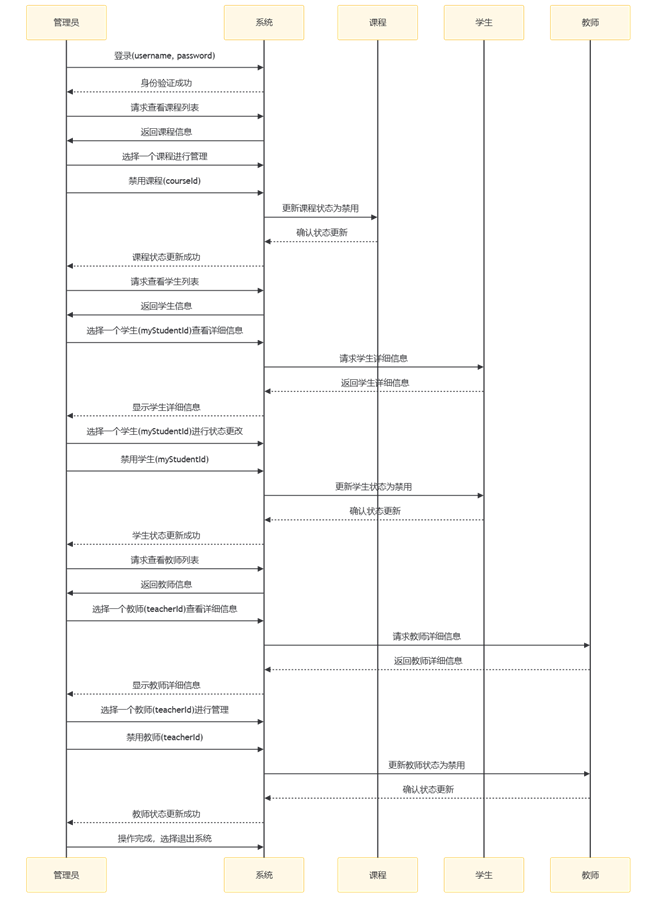 管理员
系统
课程
学生
教师
登录(username, password)
身份验证成功
请求查看课程列表
返回课程信息
选择一个课程进行管理
禁用课程(courseId)
更新课程状态为禁用
确认状态更新
课程状态更新成功
请求查看学生列表
返回学生信息
选择一个学生(myStudentId)查看详细信息
请求学生详细信息
返回学生详细信息
显示学生详细信息
选择一个学生(myStudentId)进行状态更改
禁用学生(myStudentId)
更新学生状态为禁用
确认状态更新
学生状态更新成功
请求查看教师列表
返回教师信息
选择一个教师(teacherId)查看详细信息
请求教师详细信息
返回教师详细信息
显示教师详细信息
选择一个教师(teacherId)进行管理
禁用教师(teacherId)
更新教师状态为禁用
确认状态更新
教师状态更新成功
操作完成，选择退出系统
管理员
系统
课程
学生
教师